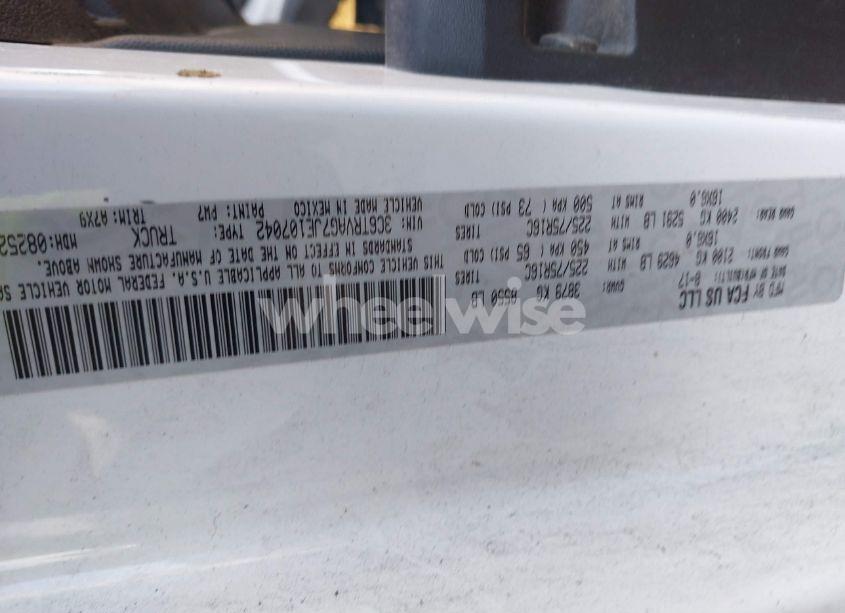 MFD BY FCA US LLC
DATE OF MFR: 8-17 GVWR: 3879 KG 8550 LB
GAWR FRONT: TIRES
2100 KG 4629 LB WITH 225/75R16C
16X6.0 RIMS AT 450 KPA ( 65 PSI) COLD
GAWR REAR: TIRES
2400 KG 5291 LB WITH 225/75R16C
16X6.0 RIMS AT 500 KPA ( 73 PSI) COLD
THIS VEHICLE CONFORMS TO ALL APPLICABLE U.S.A. FEDERAL MOTOR VEHICLE
STANDARDS IN EFFECT ON THE DATE OF MANUFACTURE SHOWN ABOVE.
VIN: 3C6TRVAG7JE107042 TYPE: TRUCK MDH: 08252
VEHICLE MADE IN MEXICO PAINT: PW7 TRIM: A7X9
wheelwise